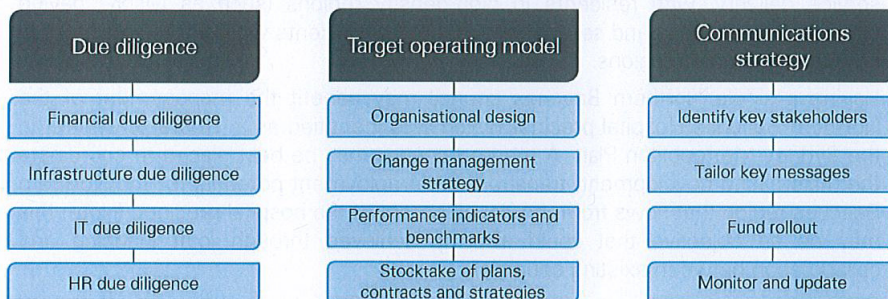 Due diligence
Financial due diligence
Infrastructure due diligence
IT due diligence
HR due diligence
Target operating model
Organisational design
Change management
strategy
Performance indicators and
benchmarks
Stocktake of plans,
contracts and strategies
Communications
strategy
Identify key stakeholders
Tailor key messages
Fund rollout
Monitor and update